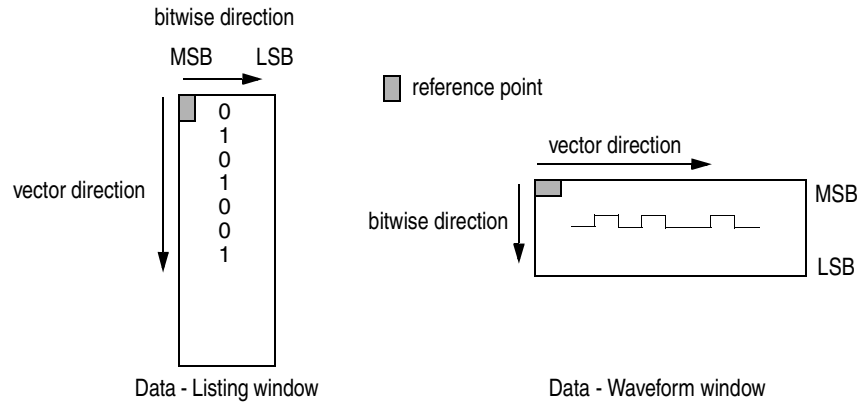 bitwise direction
MSB LSB
reference point
0
1
0
1
0
0
1
vector direction
Data - Listing window
vector direction
MSB
bitwise direction
LSB
Data - Waveform window